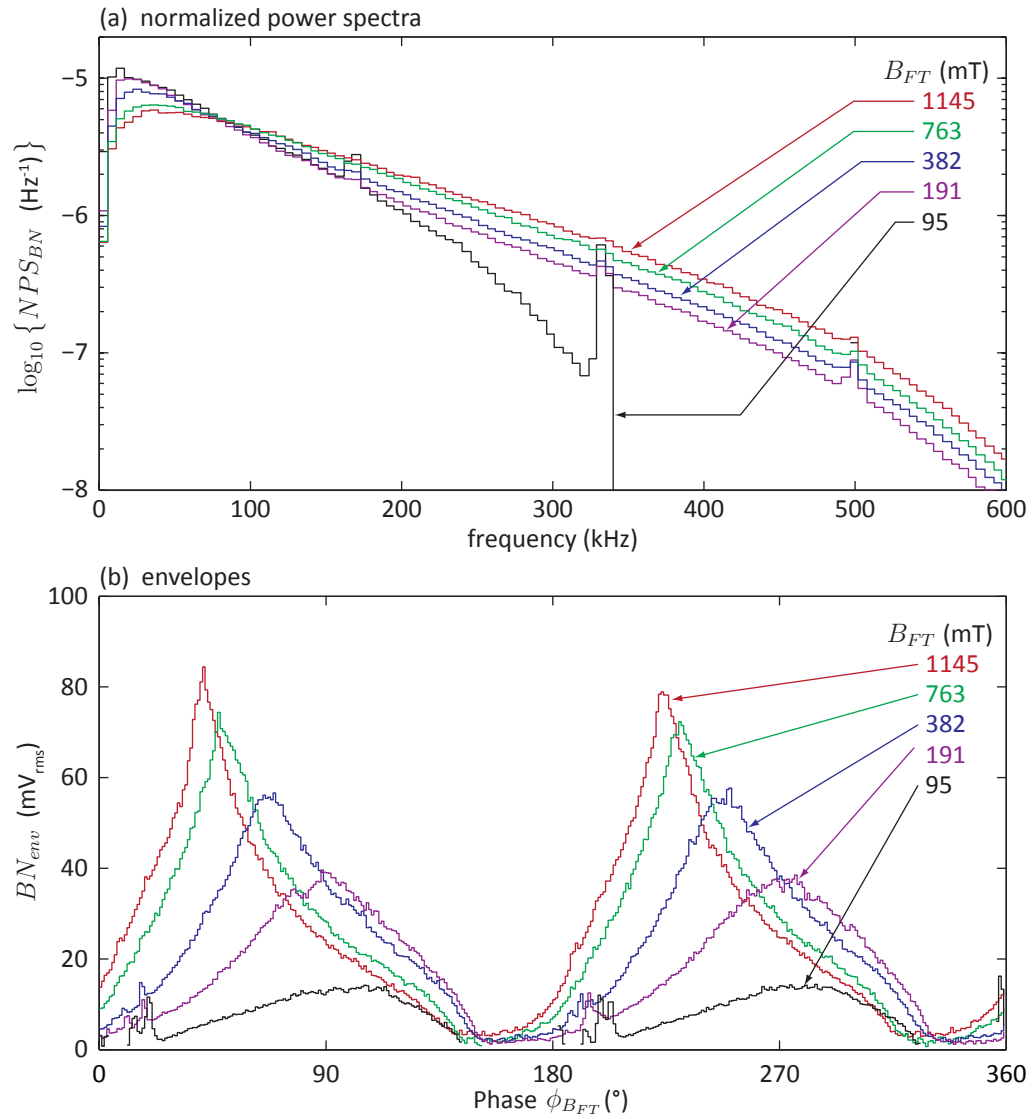 (a) normalized power spectra
B_FT (mT)
1145
763
382
191
95
−5
−6
−7
−8
log₁₀ { NPS_BN (Hz⁻¹) }
0 100 200 300 400 500 600
frequency (kHz)
(b) envelopes
B_FT (mT)
1145
763
382
191
95
100
80
60
40
20
0
BN_env (mV_rms)
0 90 180 270 360
Phase ϕ_B_FT (°)